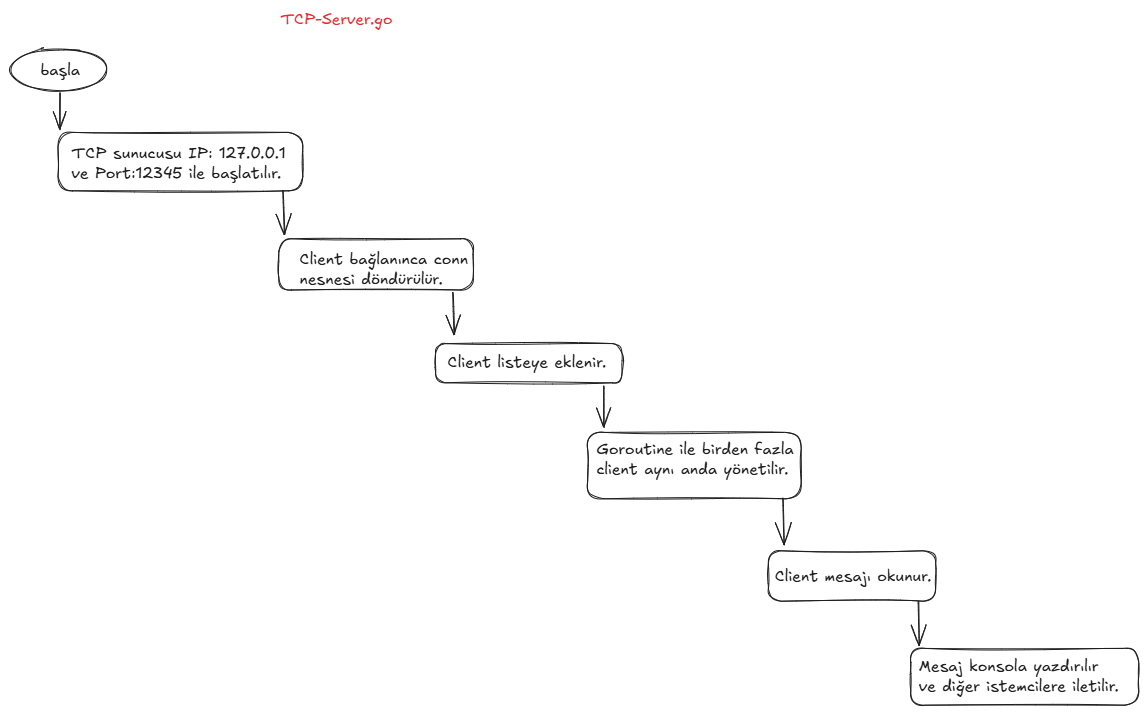 TCP-Server.go
başla
TCP sunucusu IP: 127.0.0.1
ve Port:12345 ile başlatılır.
Client bağlanınca conn
nesnesi döndürülür.
Client listeye eklenir.
Goroutine ile birden fazla
client aynı anda yönetilir.
Client mesajı okunur.
Mesaj konsola yazdırılır
ve diğer istemcilere iletilir.